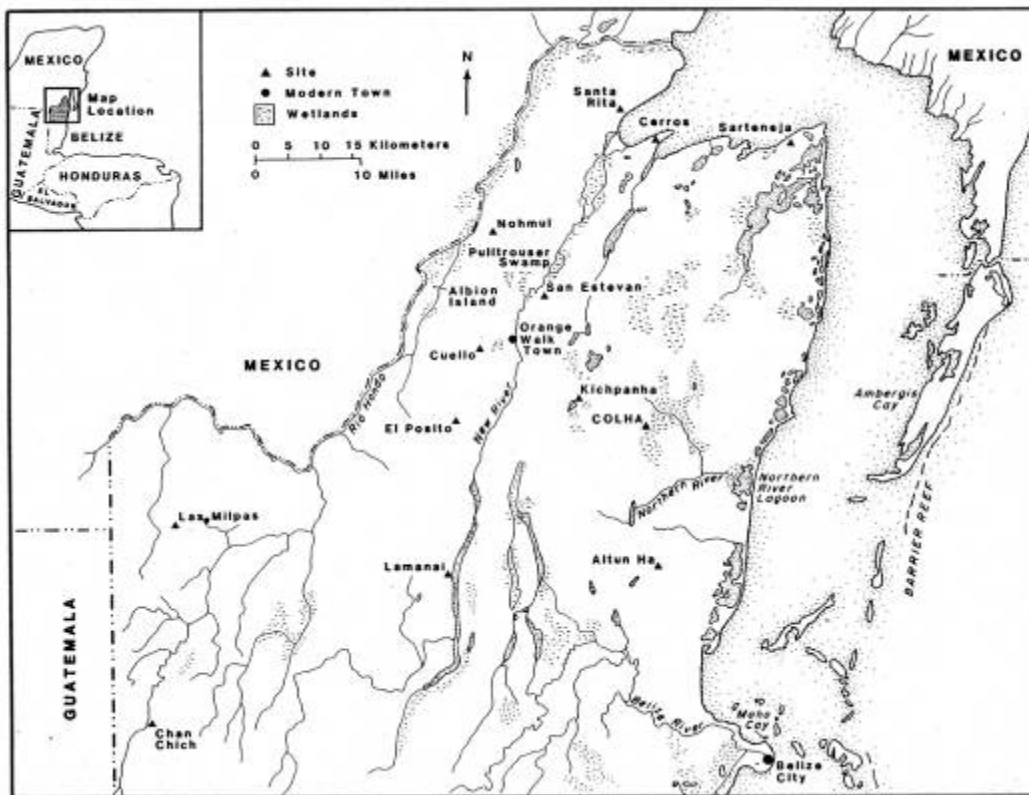 MEXICO
Map
Location
GUATEMALA
BELIZE
HONDURAS
EL
SALVADOR
Site
Modern Town
Wetlands
0 5 10 15 Kilometers
0 10 Miles
N
MEXICO
Santa
Rita
Cerros
Sarteneja
Nohmul
Pulltrouser
Swamp
San Estevan
Albion
Island
Orange
Walk
Town
Cuello
MEXICO
Rio Hondo
Kichpanha
COLHA
El Posito
New River
Ambergis
Cay
Northern River
Northern
River
Lagoon
Las Milpas
Lamanai
Altun Ha
BARRIER REEF
GUATEMALA
Chan
Chich
Belize River
Moho
Cay
Belize
City